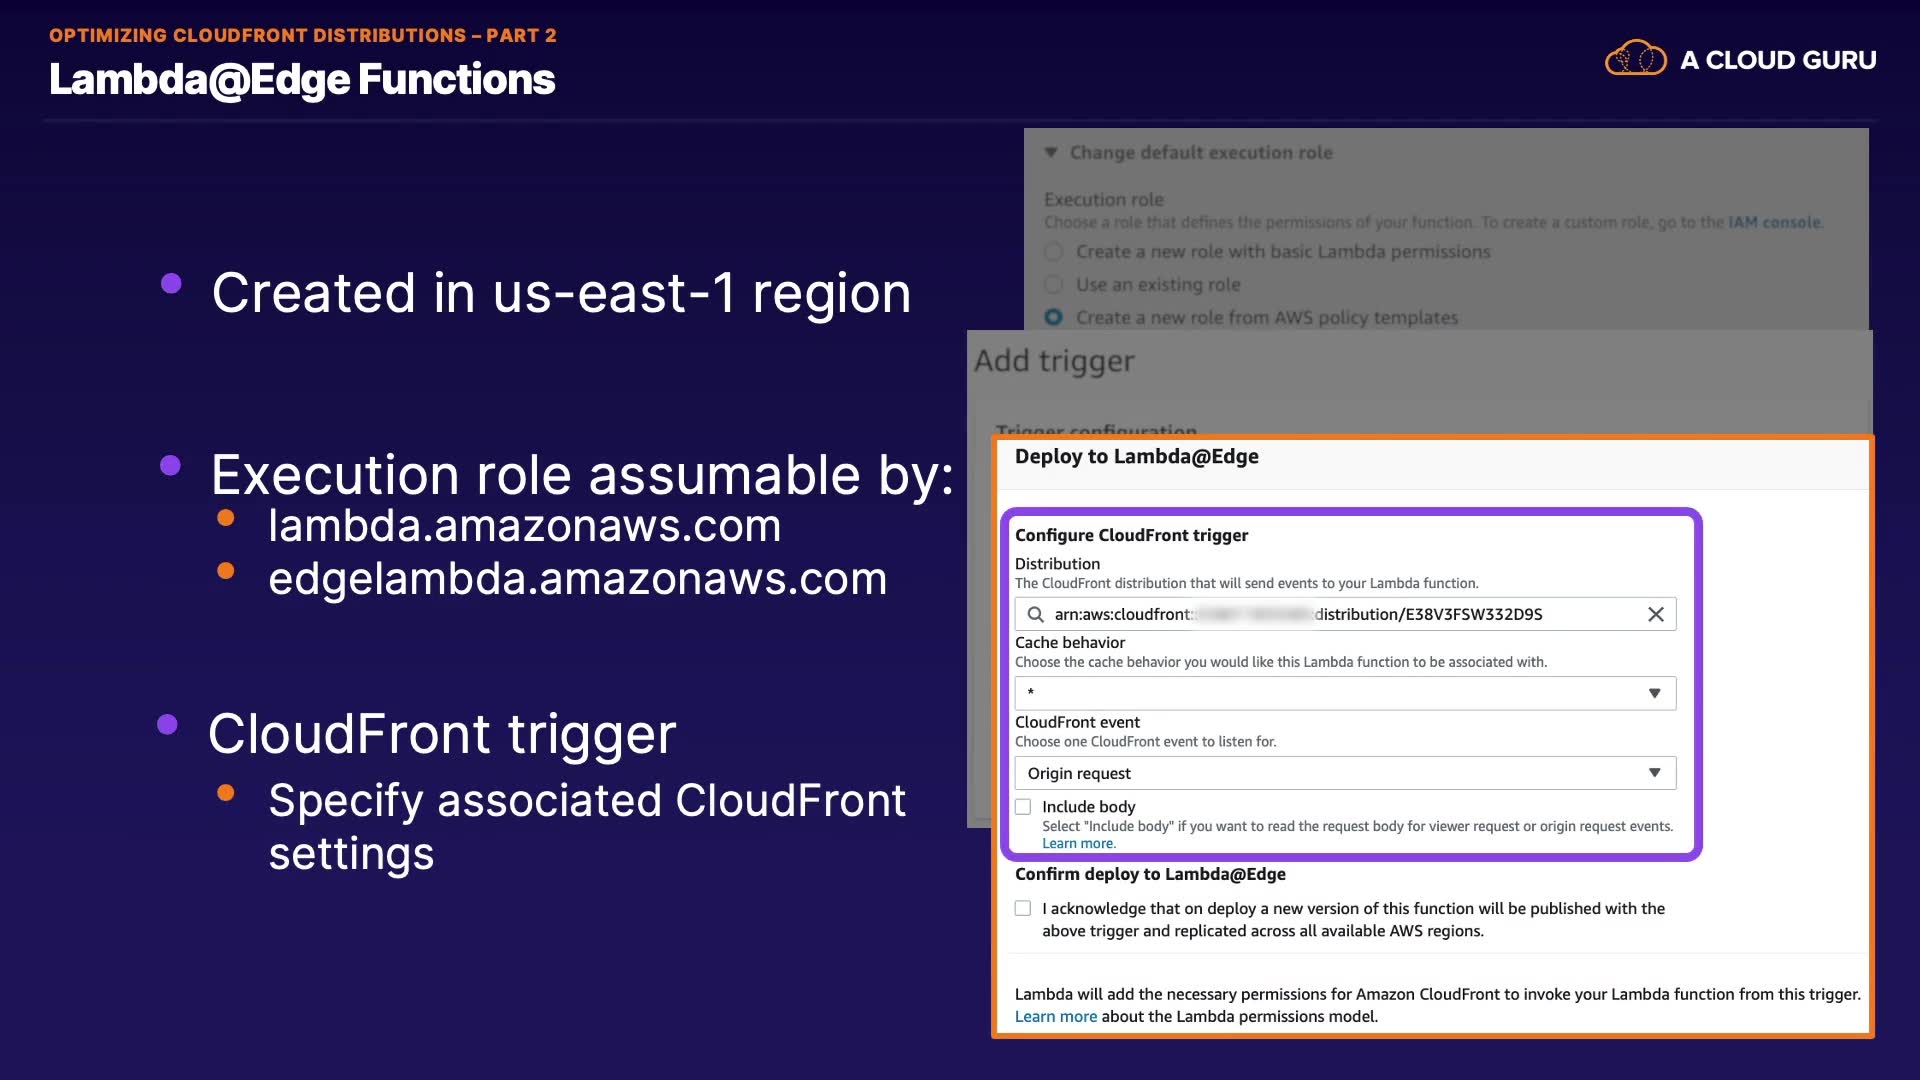 OPTIMIZING CLOUDFRONT DISTRIBUTIONS – PART 2
Lambda@Edge Functions
A CLOUD GURU
Created in us-east-1 region
Execution role assumable by:
lambda.amazonaws.com
edgelambda.amazonaws.com
CloudFront trigger
Specify associated CloudFront
settings
Change default execution role
Execution role
Choose a role that defines the permissions of your function. To create a custom role, go to the IAM console.
Create a new role with basic Lambda permissions
Use an existing role
Create a new role from AWS policy templates
Add trigger
Trigger configuration
Deploy to Lambda@Edge
Configure CloudFront trigger
Distribution
The CloudFront distribution that will send events to your Lambda function.
arn:aws:cloudfront: :distribution/E38V3FSW332D9S
Cache behavior
Choose the cache behavior you would like this Lambda function to be associated with.
*
CloudFront event
Choose one CloudFront event to listen for.
Origin request
Include body
Select "Include body" if you want to read the request body for viewer request or origin request events.
Learn more.
Confirm deploy to Lambda@Edge
I acknowledge that on deploy a new version of this function will be published with the
above trigger and replicated across all available AWS regions.
Lambda will add the necessary permissions for Amazon CloudFront to invoke your Lambda function from this trigger.
Learn more about the Lambda permissions model.